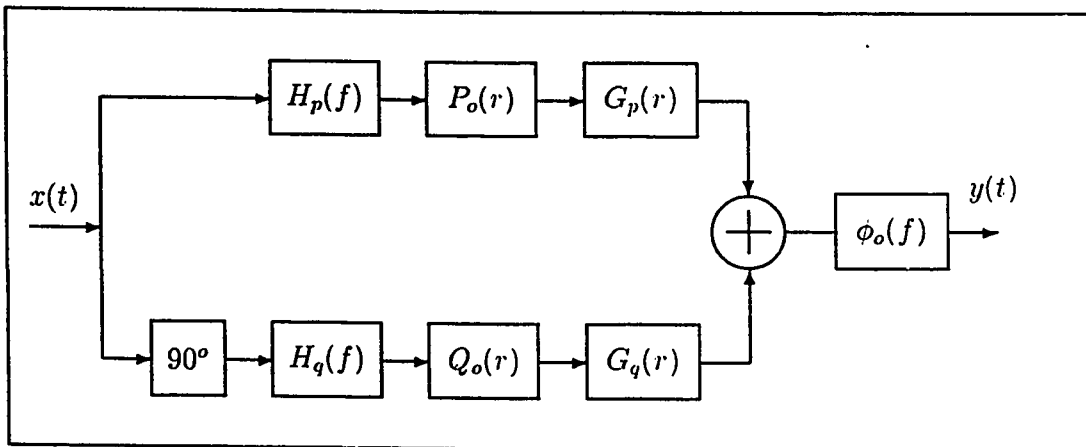 H_p(f) P_o(r) G_p(r)
x(t)
y(t)
ϕ_o(f)
90° H_q(f) Q_o(r) G_q(r)